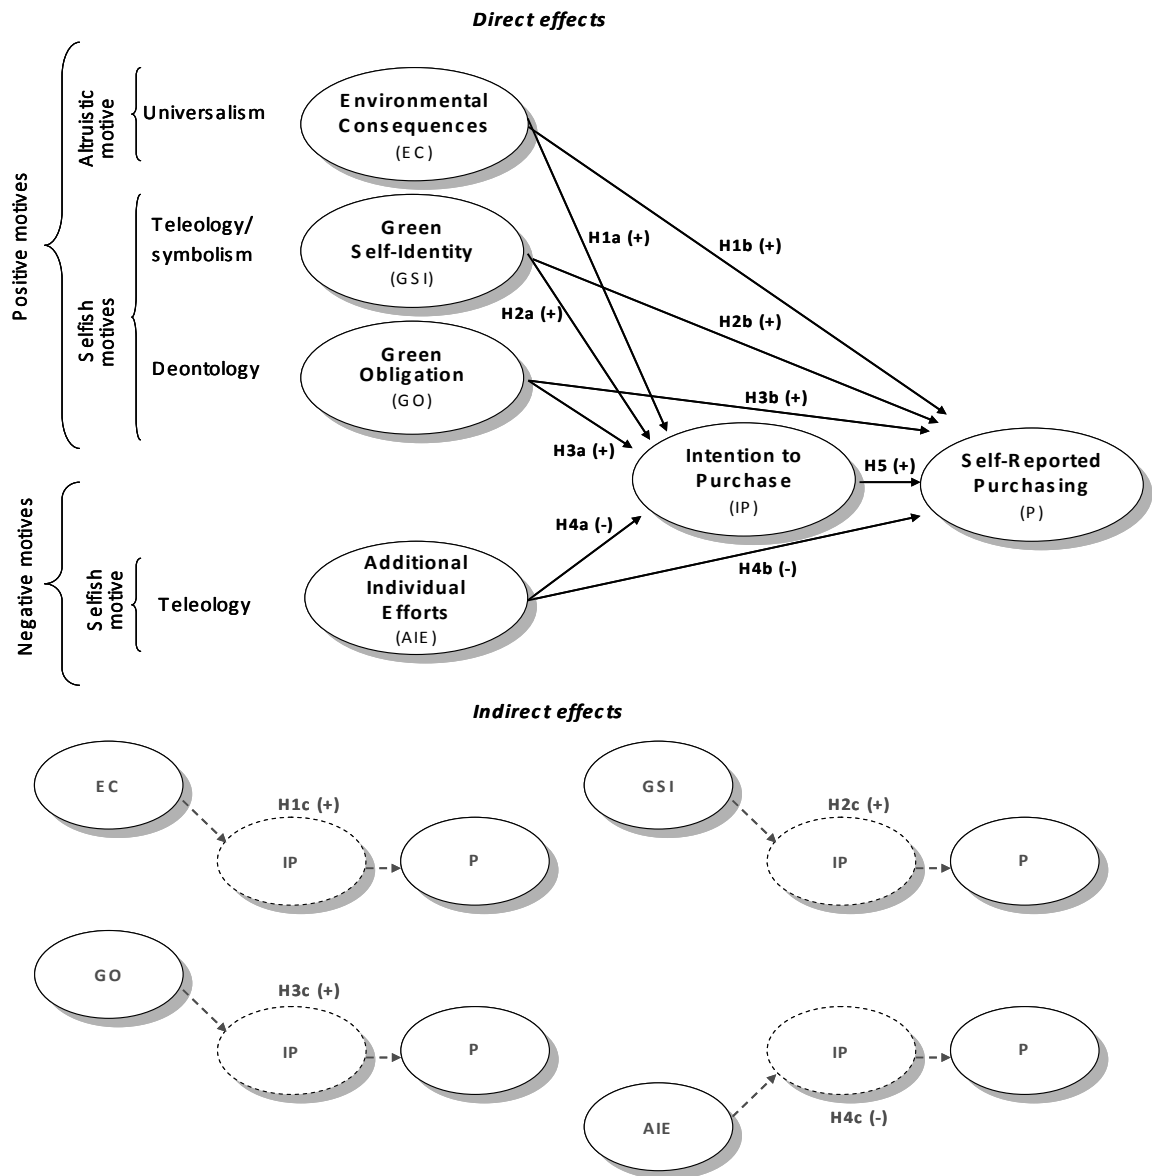 Direct effects
Positive motives
Altruistic
motive
Universalism
Environmental
Consequences
(EC)
Selfish
motives
Teleology/
symbolism
Green
Self-Identity
(GSI)
Deontology
Green
Obligation
(GO)
H1a (+)
H1b (+)
H2a (+)
H2b (+)
H3a (+)
H3b (+)
Intention to
Purchase
(IP)
H5 (+)
Self-Reported
Purchasing
(P)
Negative motives
Selfish
motive
Teleology
Additional
Individual
Efforts
(AIE)
H4a (-)
H4b (-)
Indirect effects
EC
H1c (+)
IP
P
GSI
H2c (+)
IP
P
GO
H3c (+)
IP
P
AIE
H4c (-)
IP
P